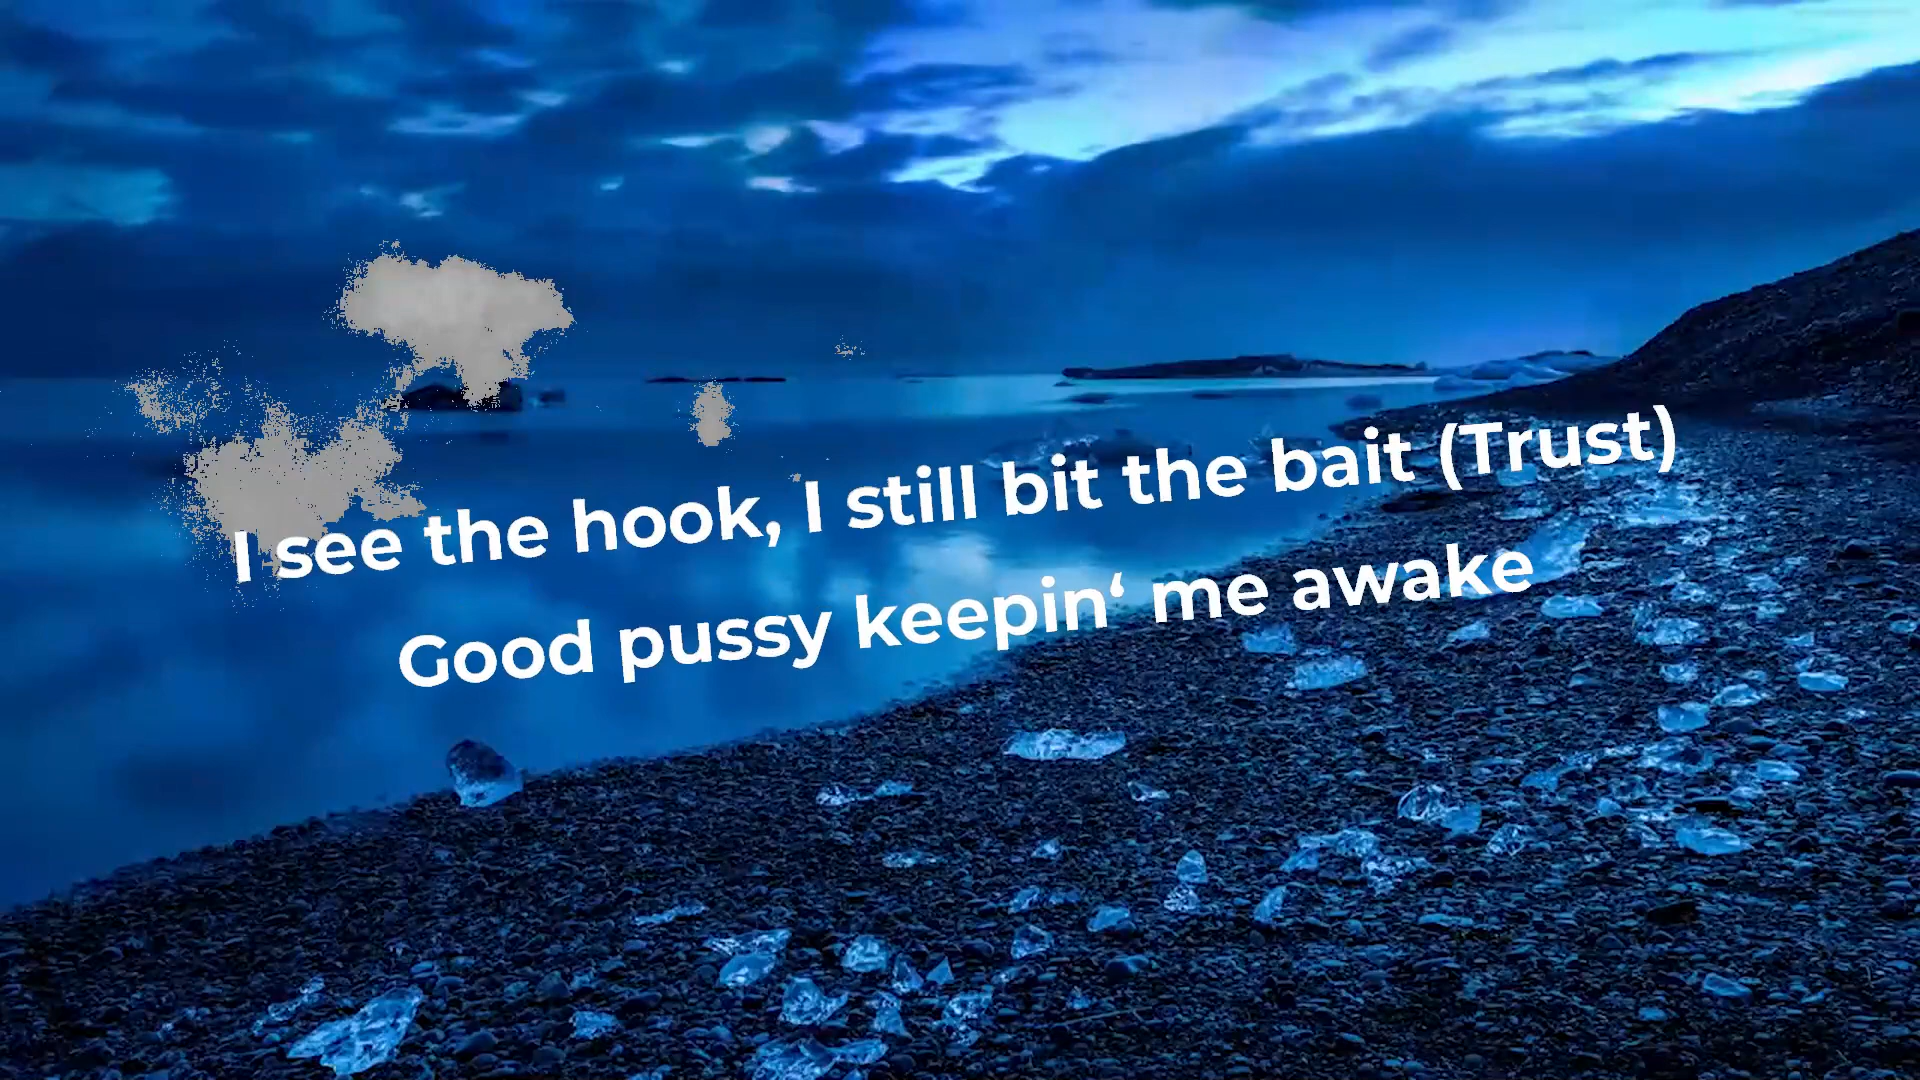 I see the hook, I still bit the bait (Trust)
Good pussy keepin‘ me awake